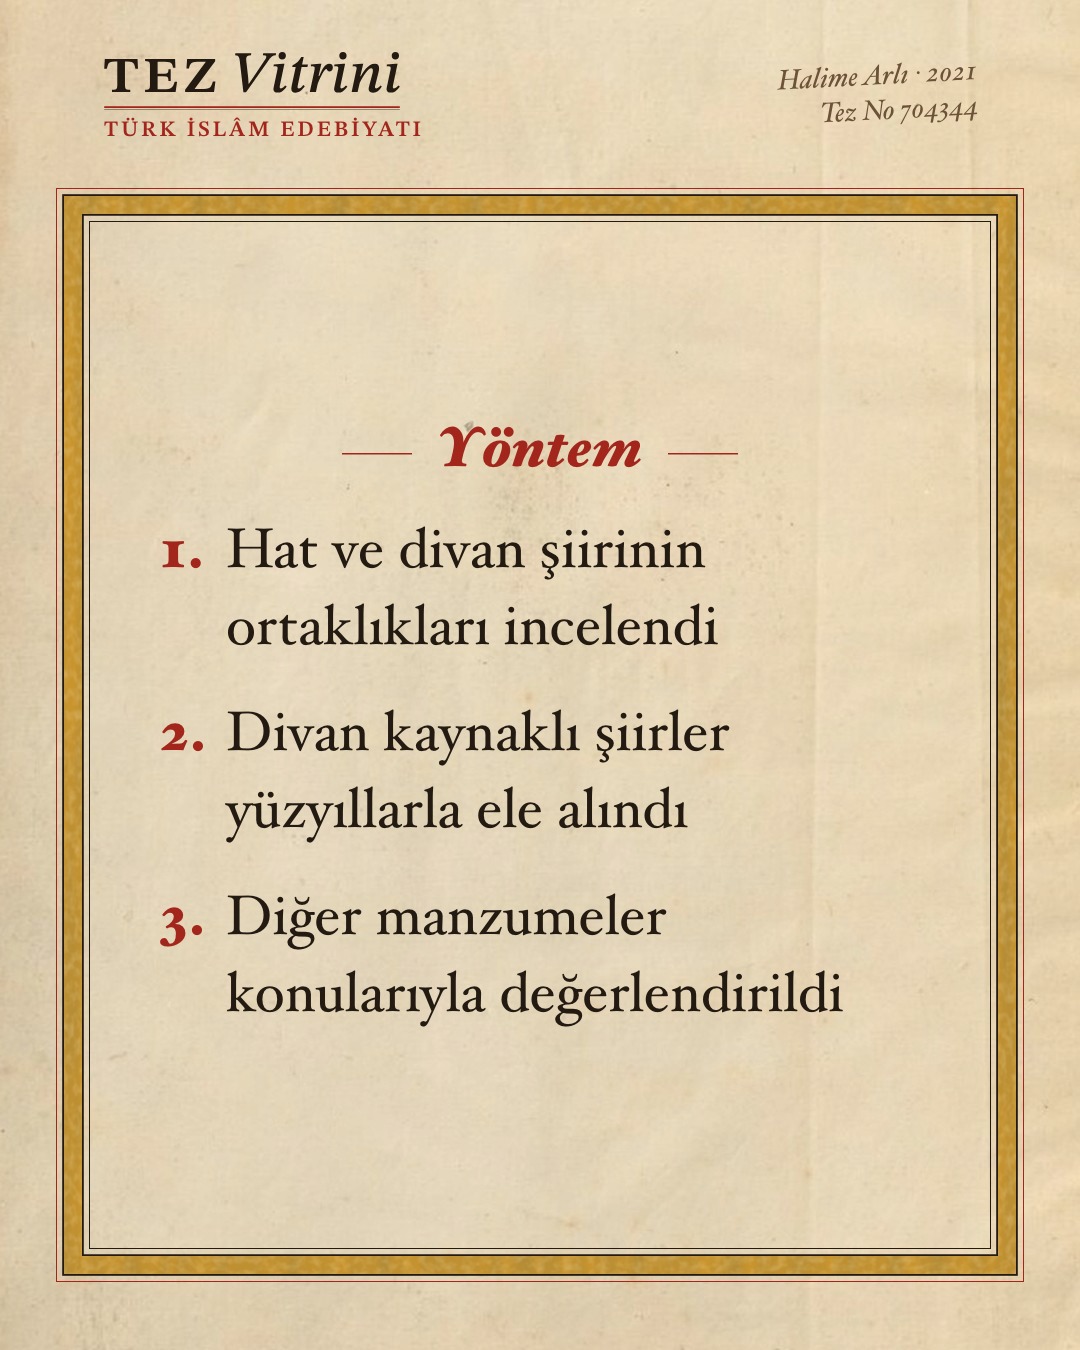 TEZ Vitrini
TÜRK İSLÂM EDEBİYATI
Halime Arlı · 2021
Tez No 704344
Yöntem
1. Hat ve divan şiirinin
ortaklıkları incelendi
2. Divan kaynaklı şiirler
yüzyıllarla ele alındı
3. Diğer manzumeler
konularıyla değerlendirildi